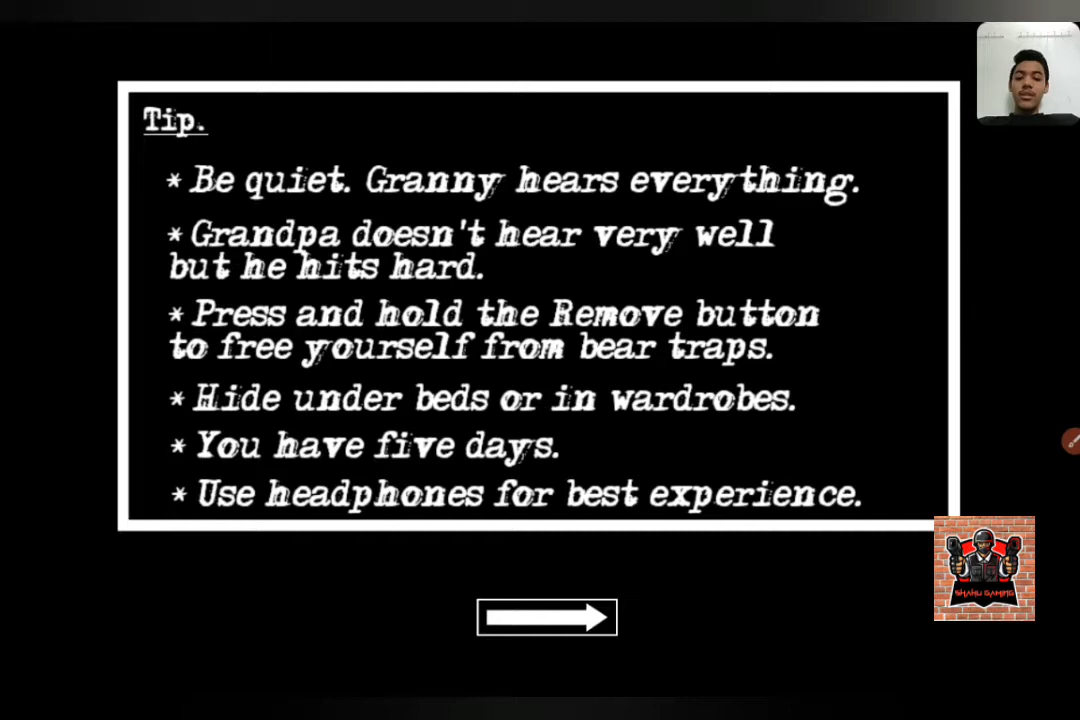 Tip.
* Be quiet. Granny hears everything.
* Grandpa doesn't hear very well
but he hits hard.
* Press and hold the Remove button
to free yourself from bear traps.
* Hide under beds or in wardrobes.
* You have five days.
* Use headphones for best experience.
SHAHU GAMING